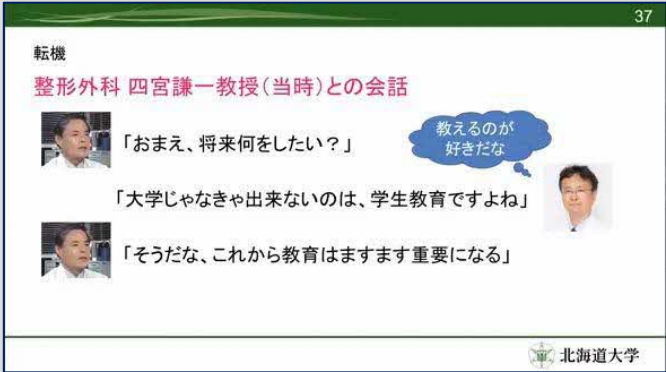 37
転機
整形外科 四宮謙一教授（当時）との会話
「おまえ、将来何をしたい？」
教えるのが
好きだな
「大学じゃなきゃ出来ないのは、学生教育ですよね」
「そうだな、これから教育はますます重要になる」
北海道大学